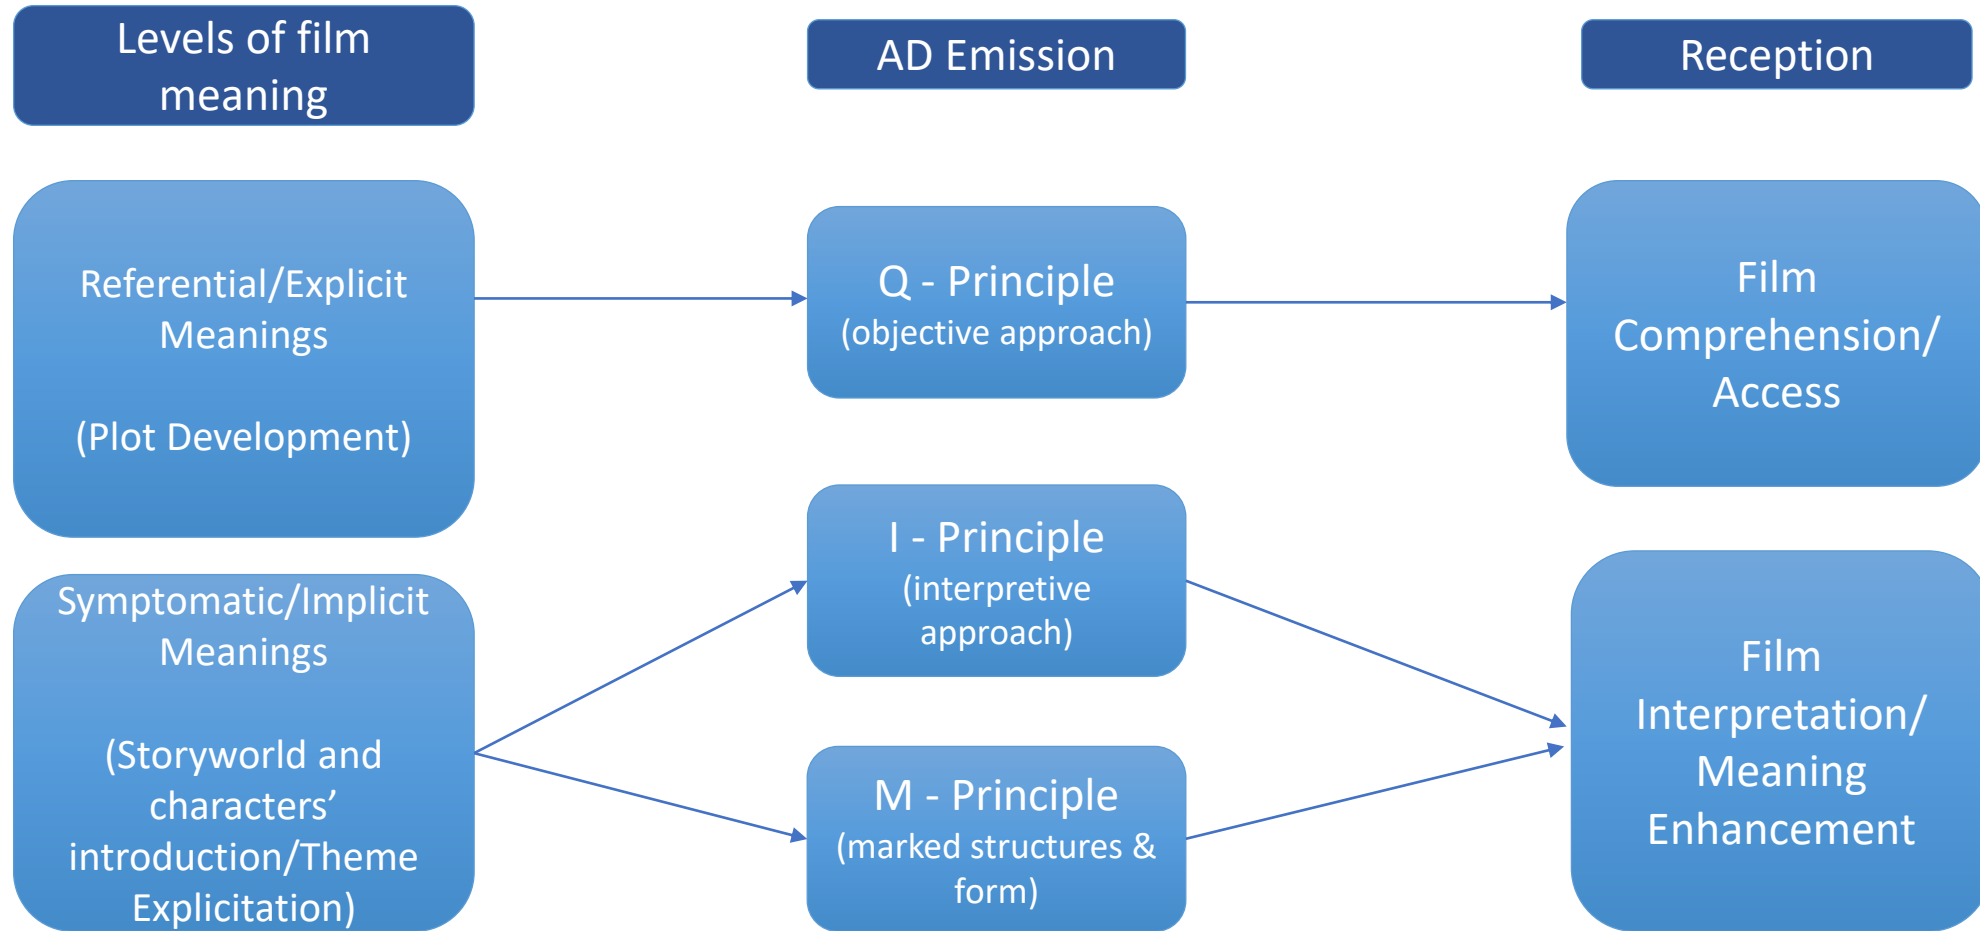 Levels of film
meaning
AD Emission
Reception
Referential/Explicit
Meanings
(Plot Development)
Q - Principle
(objective approach)
Film
Comprehension/
Access
Symptomatic/Implicit
Meanings
(Storyworld and
characters’
introduction/Theme
Explicitation)
I - Principle
(interpretive
approach)
M - Principle
(marked structures &
form)
Film
Interpretation/
Meaning
Enhancement